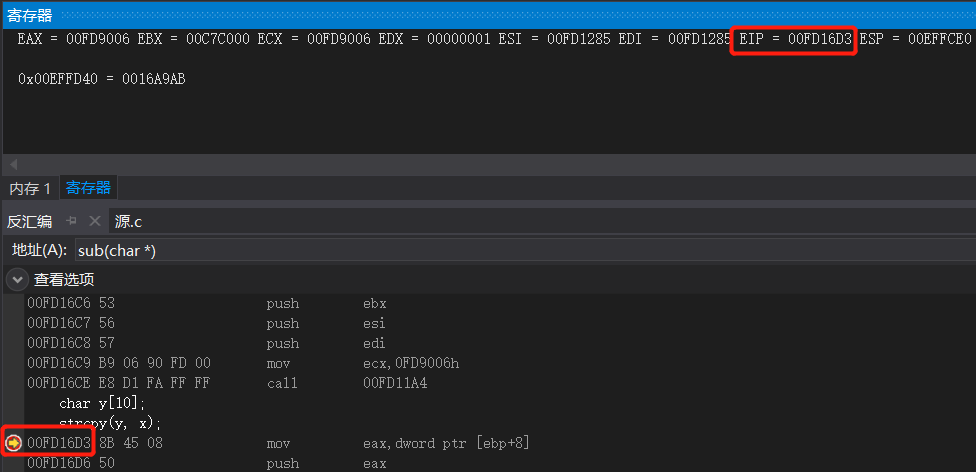 寄存器
EAX = 00FD9006 EBX = 00C7C000 ECX = 00FD9006 EDX = 00000001 ESI = 00FD1285 EDI = 00FD1285 EIP = 00FD16D3 ESP = 00EFFCE0
0x00EFFD40 = 0016A9AB
内存 1 寄存器
反汇编 源.c
地址(A): sub(char *)
查看选项
00FD16C6 53 push ebx
00FD16C7 56 push esi
00FD16C8 57 push edi
00FD16C9 B9 06 90 FD 00 mov ecx,0FD9006h
00FD16CE E8 D1 FA FF FF call 00FD11A4
char y[10];
strcpy(y, x);
00FD16D3 8B 45 08 mov eax,dword ptr [ebp+8]
00FD16D6 50 push eax